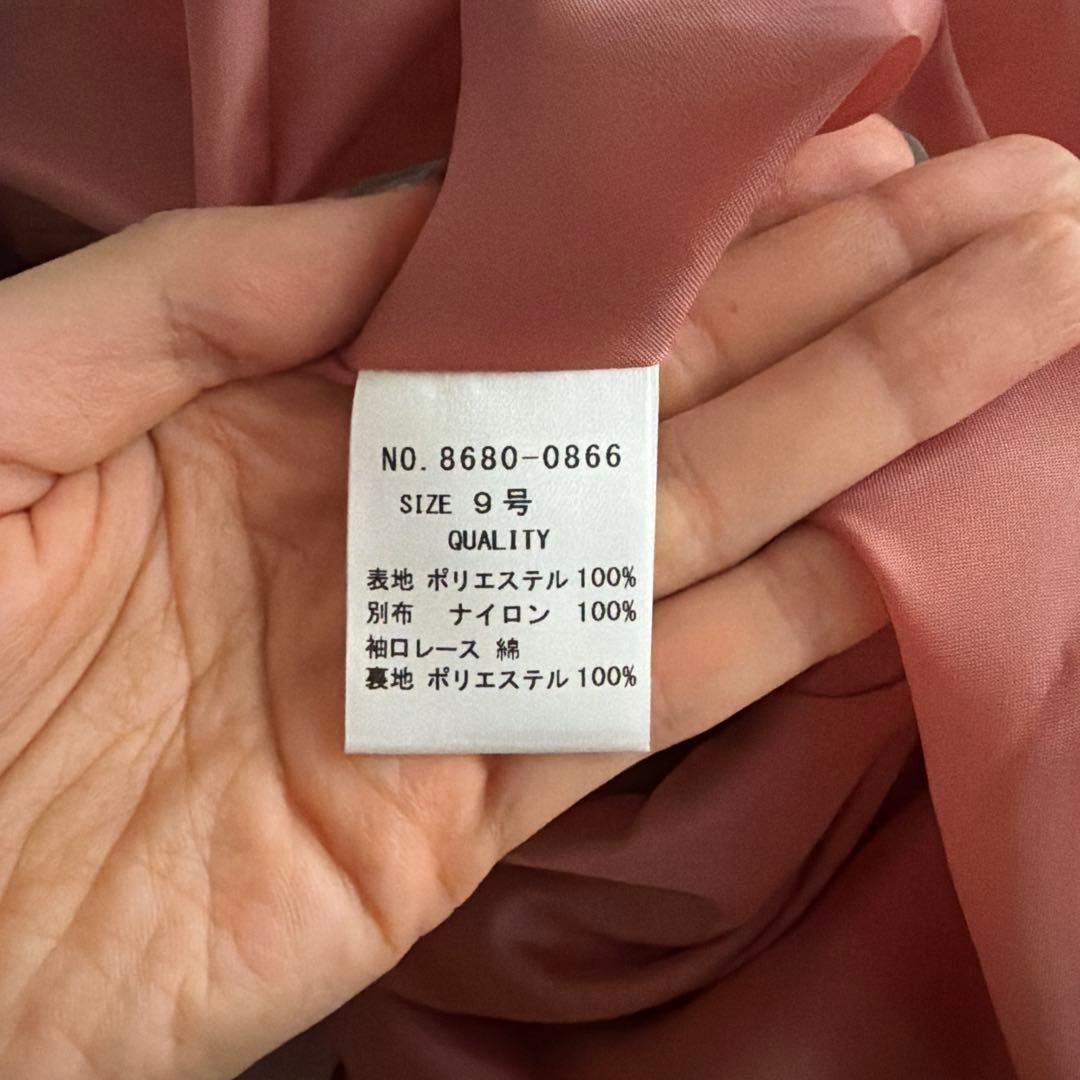 NO. 8680-0866
SIZE 9号
QUALITY
表地 ポリエステル 100%
別布 ナイロン 100%
袖口レース 綿
裏地 ポリエステル 100%